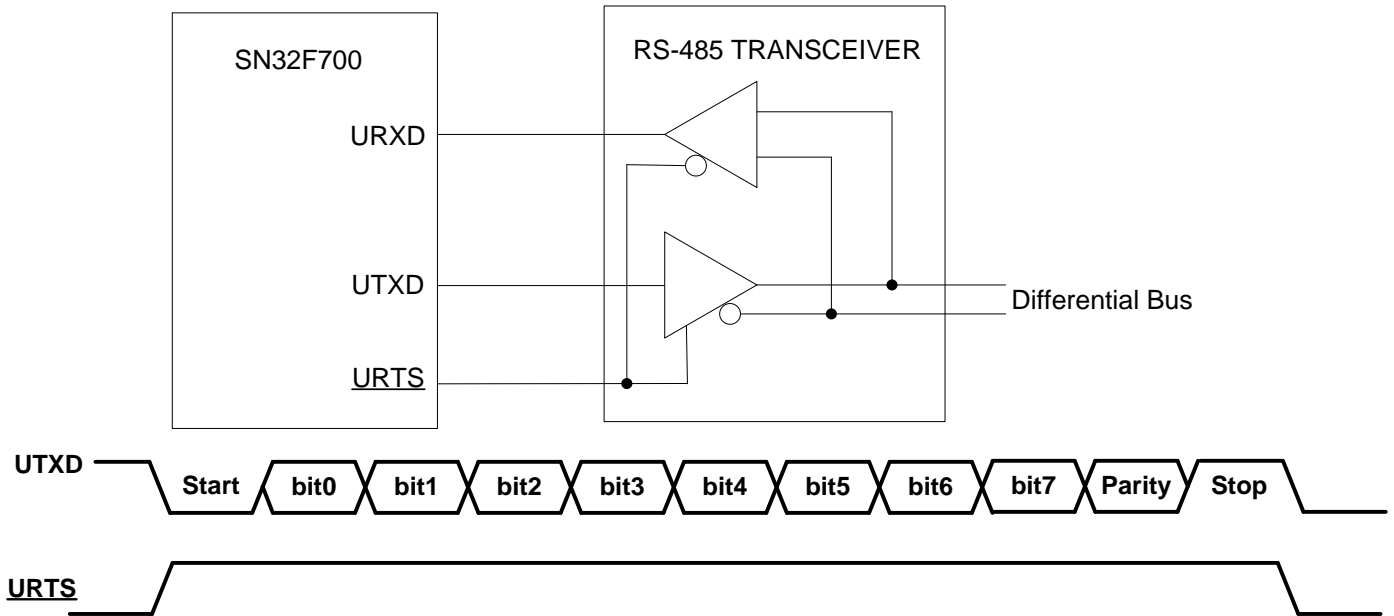 SN32F700
RS-485 TRANSCEIVER
URXD
UTXD
URTS
Differential Bus
UTXD
Start bit0 bit1 bit2 bit3 bit4 bit5 bit6 bit7 Parity Stop
URTS